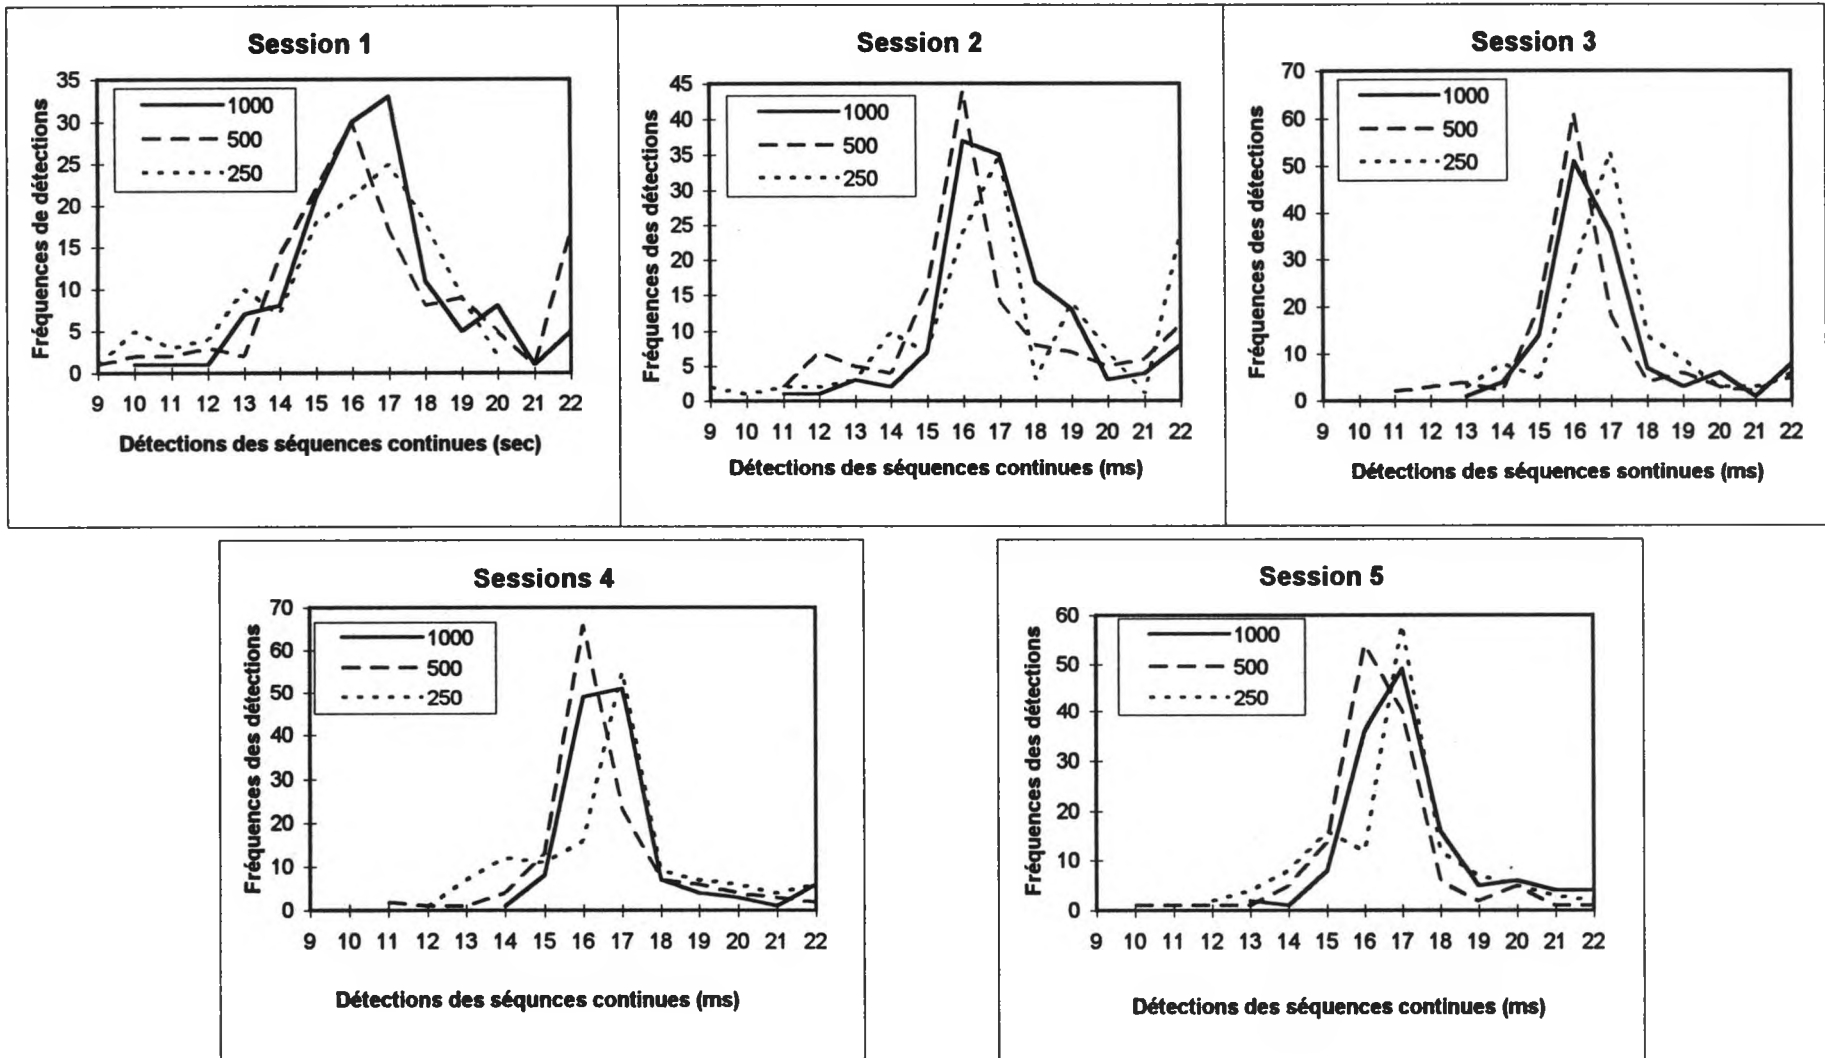 Session 1
Fréquences de détections
35
30
25
20
15
10
5
0
1000
500
250
9 10 11 12 13 14 15 16 17 18 19 20 21 22
Détections des séquences continues (sec)
Session 2
Fréquences des détections
45
40
35
30
25
20
15
10
5
0
1000
500
250
9 10 11 12 13 14 15 16 17 18 19 20 21 22
Détections des séquences continues (ms)
Session 3
Fréquences des détections
70
60
50
40
30
20
10
0
1000
500
250
9 10 11 12 13 14 15 16 17 18 19 20 21 22
Détections des séquences sontinues (ms)
Sessions 4
Fréquences des détections
70
60
50
40
30
20
10
0
1000
500
250
9 10 11 12 13 14 15 16 17 18 19 20 21 22
Détections des séqunces continues (ms)
Session 5
Fréquences des détections
60
50
40
30
20
10
0
1000
500
250
9 10 11 12 13 14 15 16 17 18 19 20 21 22
Détections des séquences continues (ms)